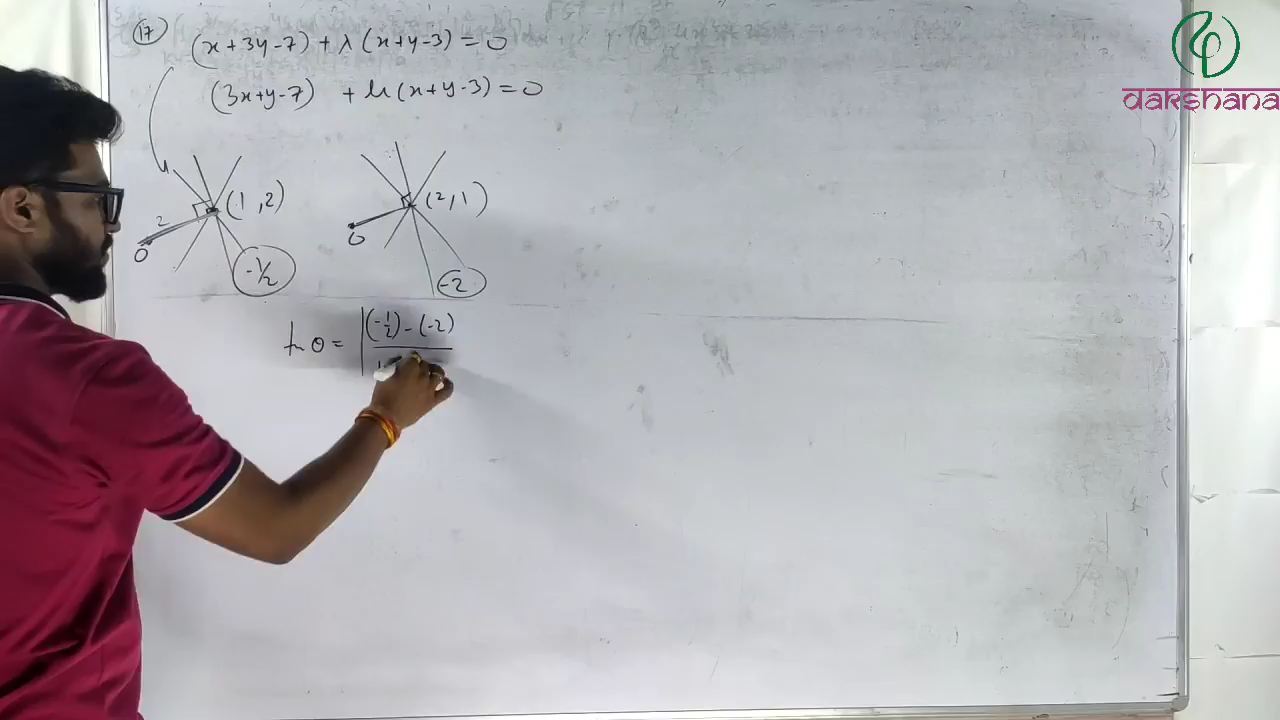 (17) (x+3y-7) + λ (x+y-3) = 0
(3x+y-7) + μ (x+y-3) = 0
(1,2)
(2,1)
2
O
O
-1/2
-2
tan θ = | (-1/2) - (-2)
dakshana